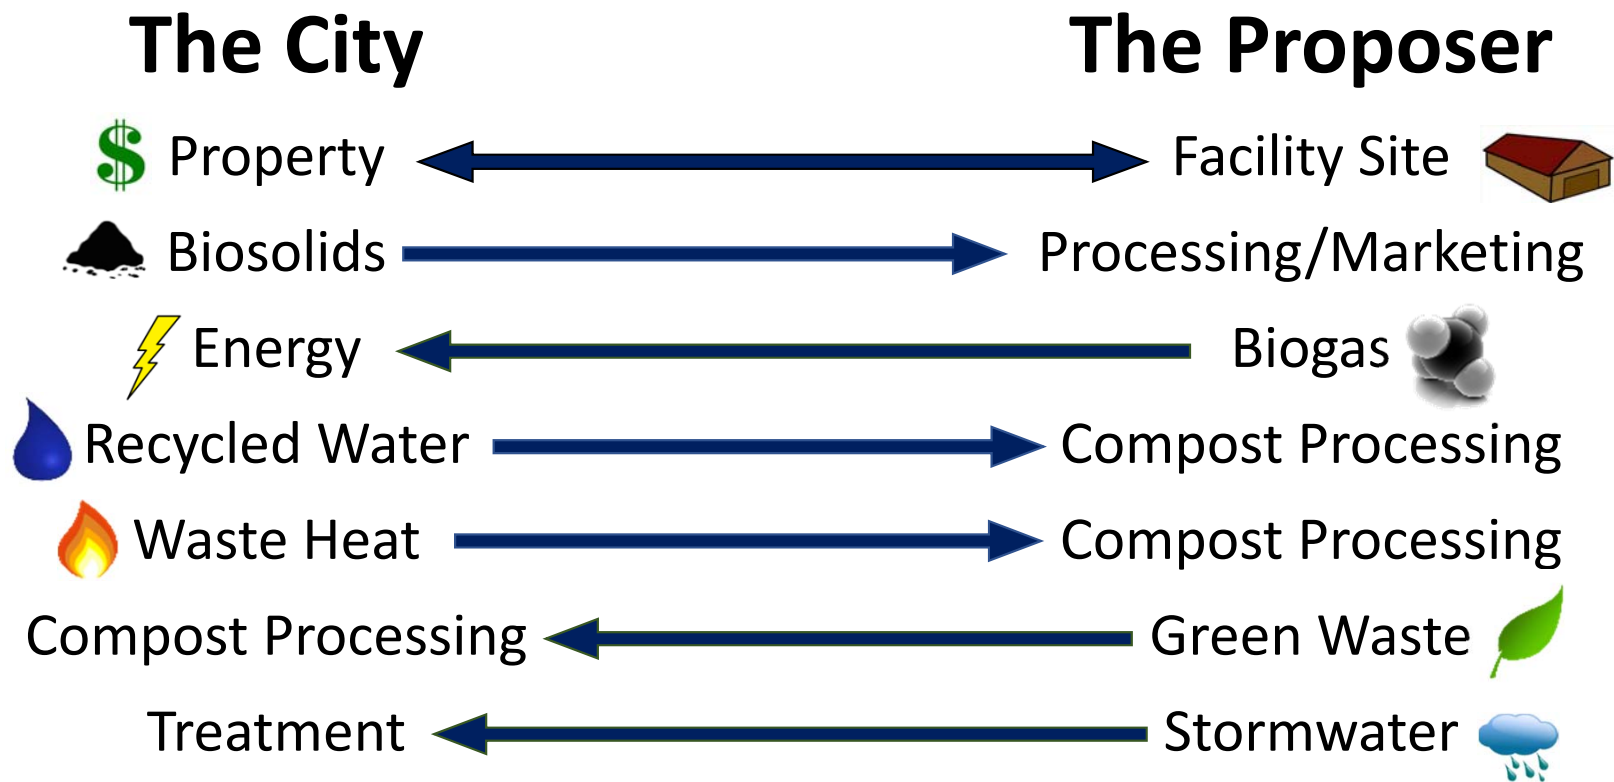 The City The Proposer
$ Property Facility Site
Biosolids Processing/Marketing
Energy Biogas
Recycled Water Compost Processing
Waste Heat Compost Processing
Compost Processing Green Waste
Treatment Stormwater